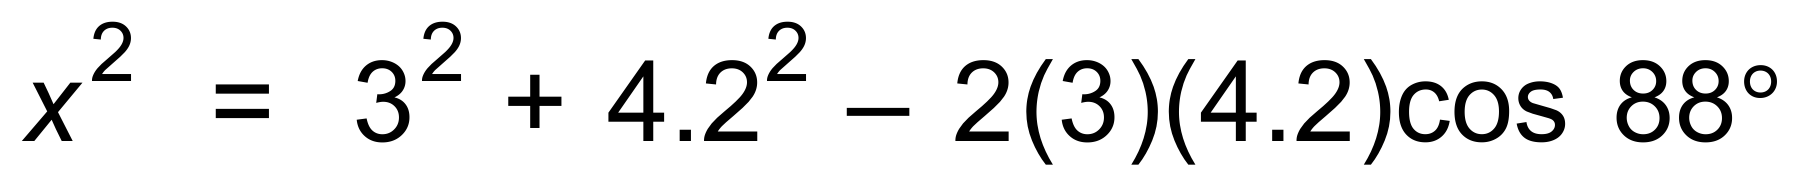 x² = 3² + 4.2² − 2(3)(4.2)cos 88°